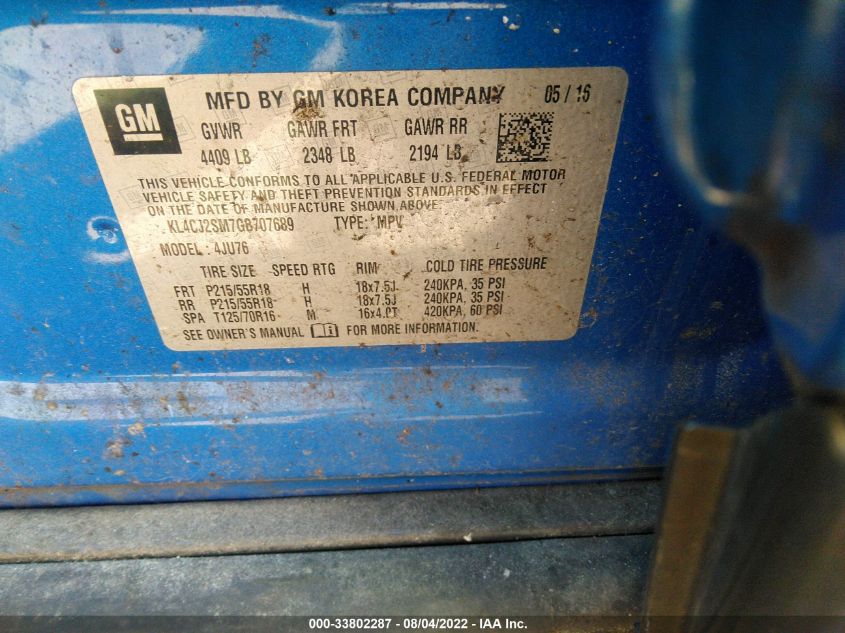 GM
MFD BY GM KOREA COMPANY 05 / 16
GVWR GAWR FRT GAWR RR
4409 LB 2348 LB 2194 LB
THIS VEHICLE CONFORMS TO ALL APPLICABLE U.S. FEDERAL MOTOR
VEHICLE SAFETY AND THEFT PREVENTION STANDARDS IN EFFECT
ON THE DATE OF MANUFACTURE SHOWN ABOVE.
KL4CJ2SM7GB707689 TYPE: MPV
MODEL : 4JU76
TIRE SIZE SPEED RTG RIM COLD TIRE PRESSURE
FRT P215/55R18 H 18x7.5J 240KPA, 35 PSI
RR P215/55R18 H 18x7.5J 240KPA, 35 PSI
SPA T125/70R16 M 16x4.0T 420KPA, 60 PSI
SEE OWNER'S MANUAL FOR MORE INFORMATION.
000-33802287 - 08/04/2022 - IAA Inc.